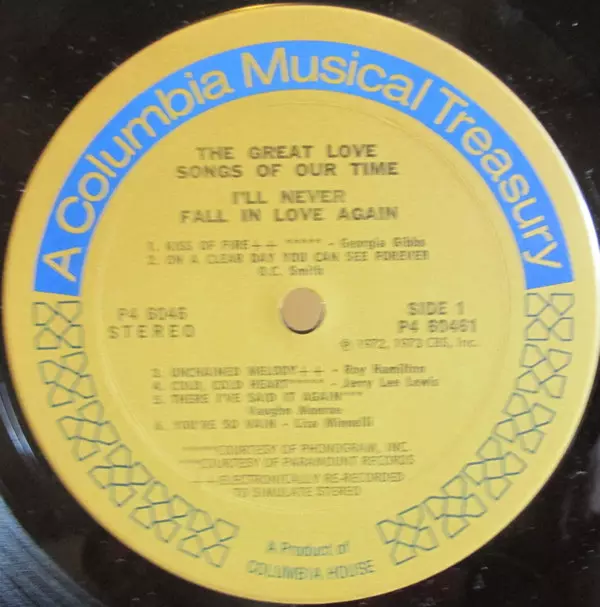 A Columbia Musical Treasury
THE GREAT LOVE
SONGS OF OUR TIME
I'LL NEVER
FALL IN LOVE AGAIN
1. KISS OF FIRE++ ***** - Georgia Gibbs
2. ON A CLEAR DAY YOU CAN SEE FOREVER
O.C. Smith
P4 6046
STEREO
SIDE 1
P4 60461
℗ 1972, 1973 CBS, Inc.
3. UNCHAINED MELODY++ - Roy Hamilton
4. COLD, COLD HEART***** - Jerry Lee Lewis
5. THERE I'VE SAID IT AGAIN***
Vaughn Monroe
6. YOU'RE SO VAIN - Liza Minnelli
*****COURTESY OF PHONOGRAM, INC.
***COURTESY OF PARAMOUNT RECORDS
++ELECTRONICALLY RE-RECORDED
TO SIMULATE STEREO
A Product of
COLUMBIA HOUSE